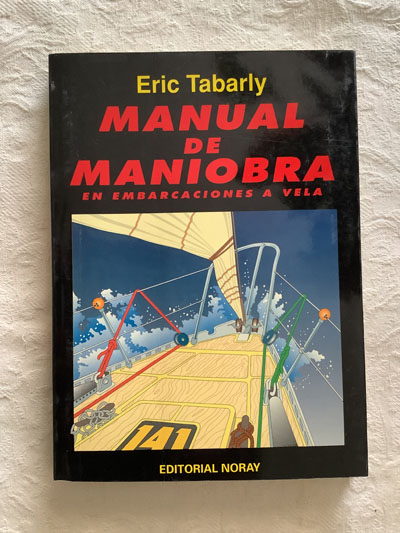 Eric Tabarly
MANUAL
DE
MANIOBRA
EN EMBARCACIONES A VELA
141
EDITORIAL NORAY